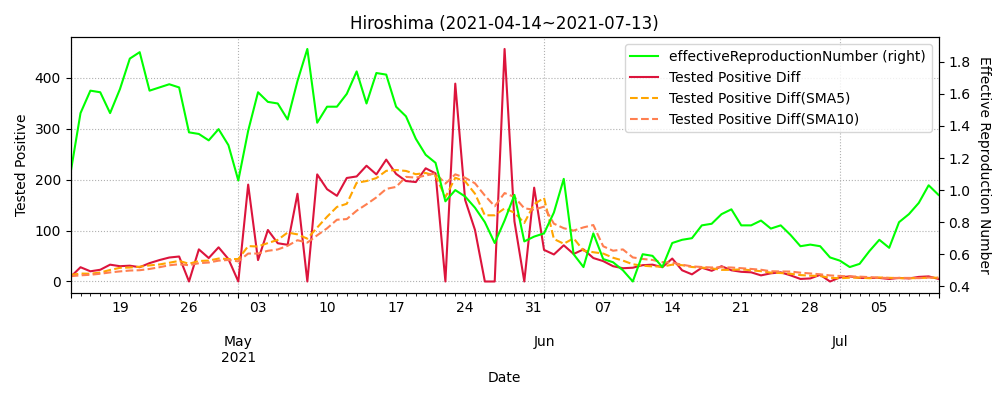 Hiroshima (2021-04-14~2021-07-13)
effectiveReproductionNumber (right)
Tested Positive Diff
Tested Positive Diff(SMA5)
Tested Positive Diff(SMA10)
Tested Positive
400
300
200
100
0
Effective Reproduction Number
1.8
1.6
1.4
1.2
1.0
0.8
0.6
0.4
19 26 03 10 17 24 31 07 14 21 28 05
May Jun Jul
2021
Date